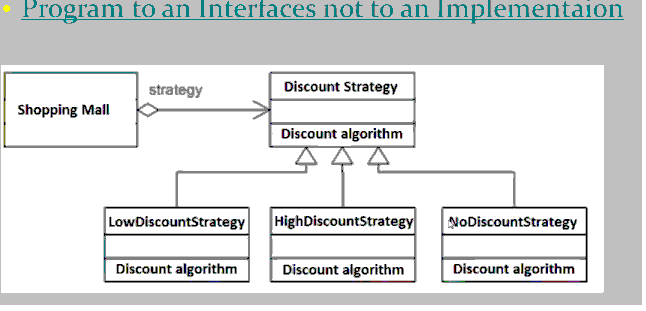 Program to an Interfaces not to an Implementaion
strategy
Shopping Mall
Discount Strategy
Discount algorithm
LowDiscountStrategy
HighDiscountStrategy
NoDiscountStrategy
Discount algorithm
Discount algorithm
Discount algorithm